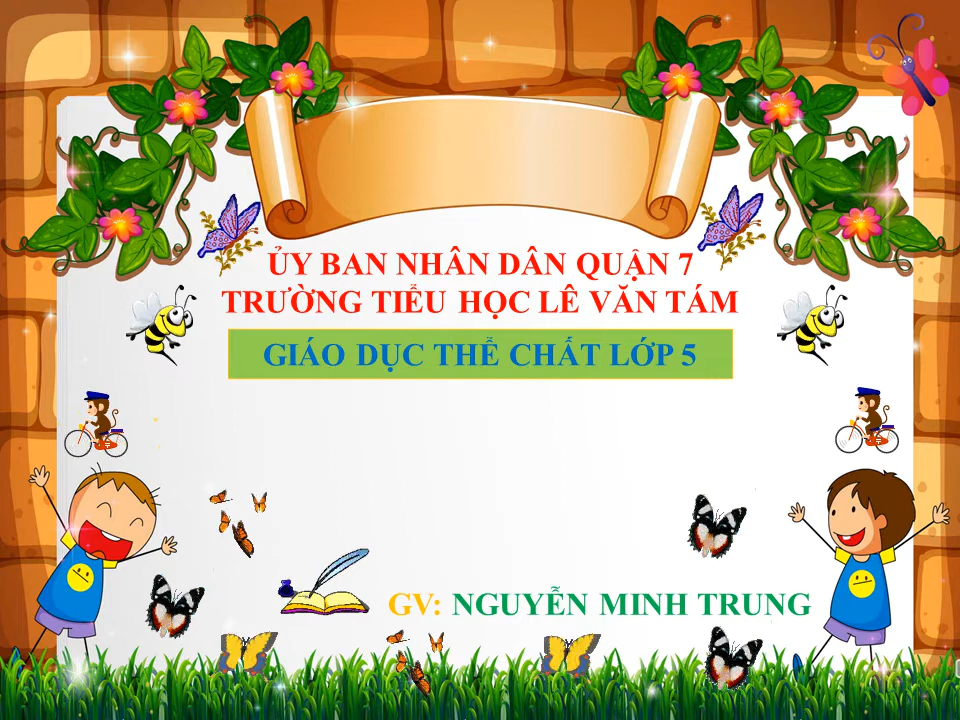 ỦY BAN NHÂN DÂN QUẬN 7
TRƯỜNG TIỂU HỌC LÊ VĂN TÁM
GIÁO DỤC THỂ CHẤT LỚP 5
GV: NGUYỄN MINH TRUNG